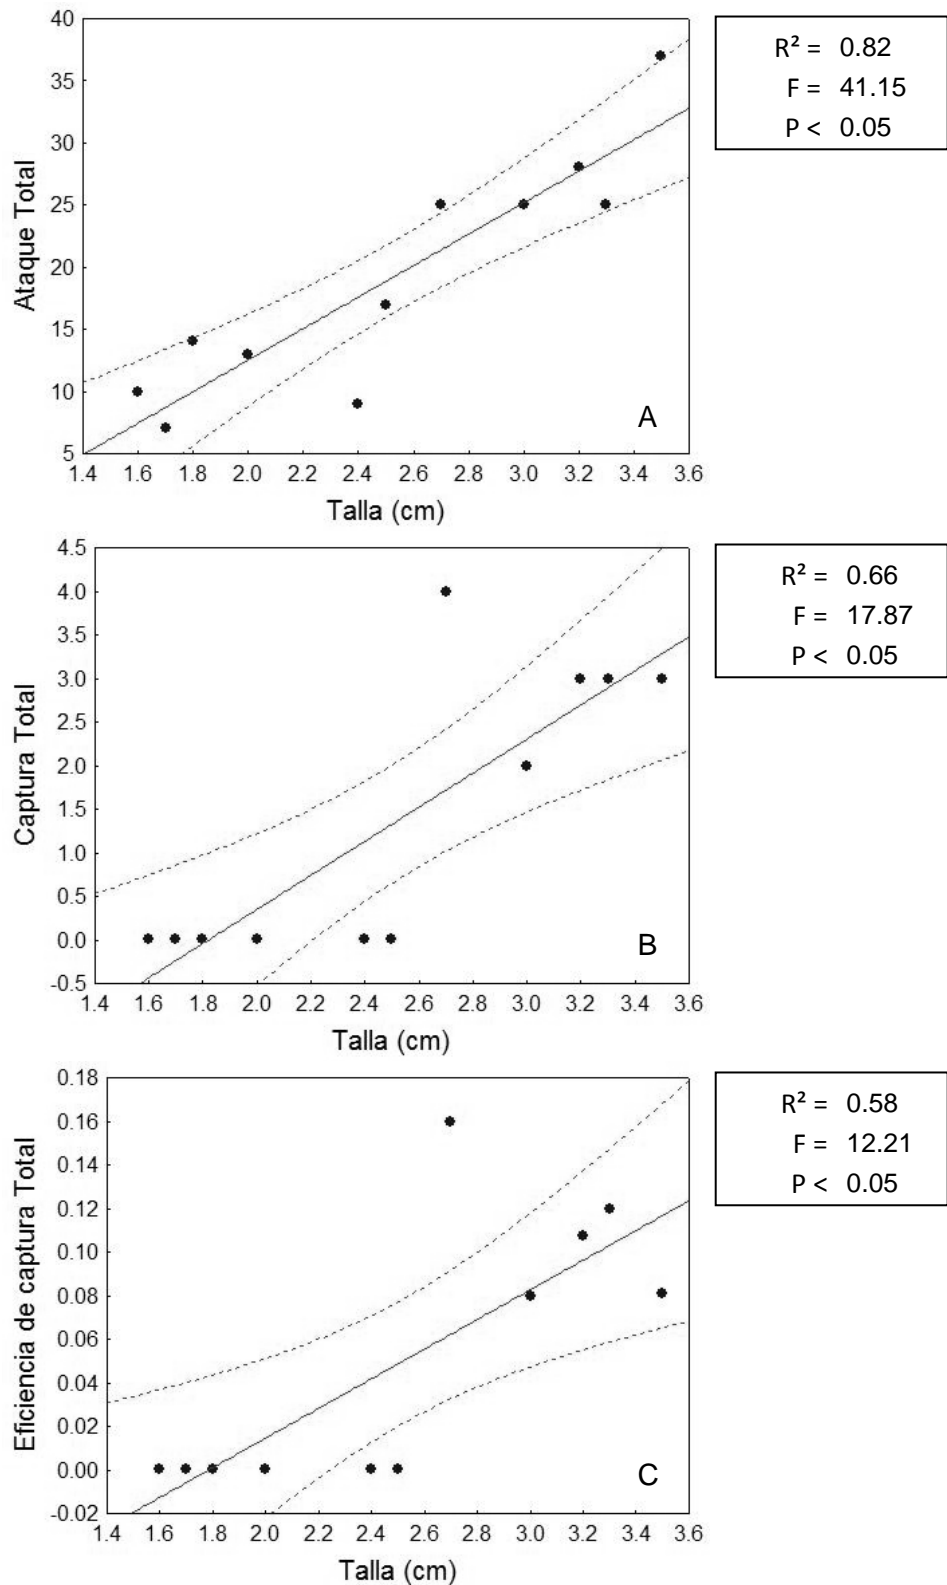 40
35
30
25
20
15
10
5
Ataque Total
1.4 1.6 1.8 2.0 2.2 2.4 2.6 2.8 3.0 3.2 3.4 3.6
Talla (cm)
A
R² = 0.82
F = 41.15
P < 0.05
4.5
4.0
3.5
3.0
2.5
2.0
1.5
1.0
0.5
0.0
-0.5
Captura Total
1.4 1.6 1.8 2.0 2.2 2.4 2.6 2.8 3.0 3.2 3.4 3.6
Talla (cm)
B
R² = 0.66
F = 17.87
P < 0.05
0.18
0.16
0.14
0.12
0.10
0.08
0.06
0.04
0.02
0.00
-0.02
Eficiencia de captura Total
1.4 1.6 1.8 2.0 2.2 2.4 2.6 2.8 3.0 3.2 3.4 3.6
Talla (cm)
C
R² = 0.58
F = 12.21
P < 0.05